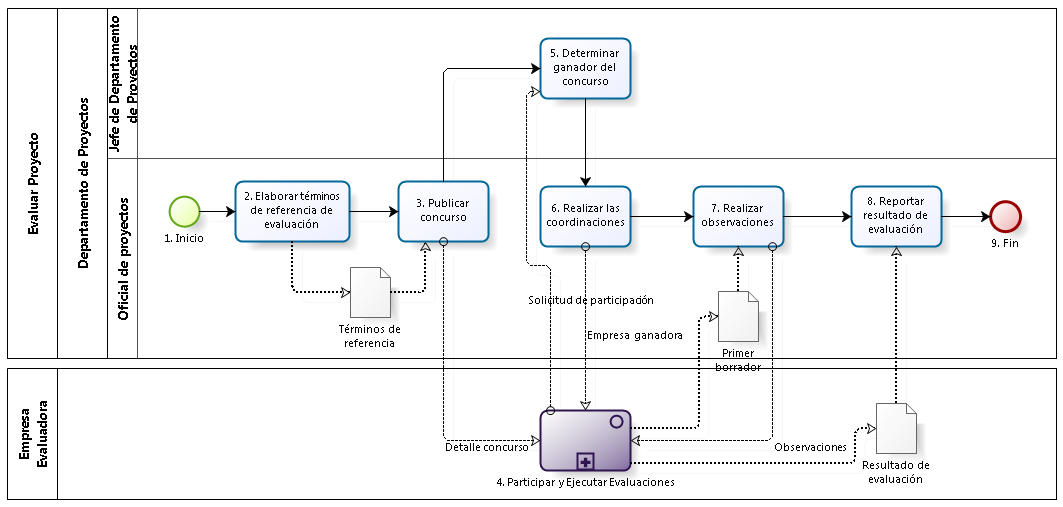 Evaluar Proyecto
Departamento de Proyectos
Jefe de Departamento
de Proyectos
5. Determinar
ganador del
concurso
Oficial de proyectos
1. Inicio
2. Elaborar términos
de referencia de
evaluación
3. Publicar
concurso
6. Realizar las
coordinaciones
7. Realizar
observaciones
8. Reportar
resultado de
evaluación
9. Fin
Términos de
referencia
Solicitud de participación
Empresa ganadora
Primer
borrador
Empresa
Evaluadora
Detalle concurso
4. Participar y Ejecutar Evaluaciones
Observaciones
Resultado de
evaluación